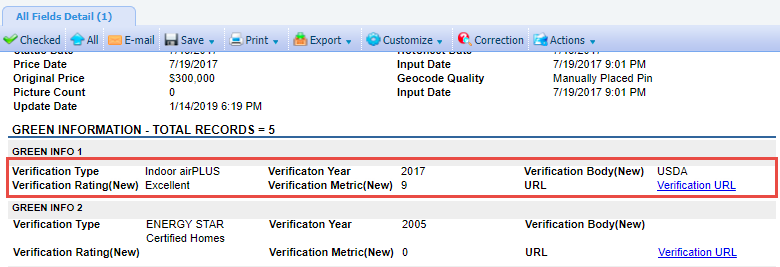 All Fields Detail (1)
Checked All E-mail Save Print Export Customize Correction Actions
Price Date 7/19/2017 Input Date 7/19/2017 9:01 PM
Original Price $300,000 Geocode Quality Manually Placed Pin
Picture Count 0 Input Date 7/19/2017 9:01 PM
Update Date 1/14/2019 6:19 PM
GREEN INFORMATION - TOTAL RECORDS = 5
GREEN INFO 1
Verification Type Indoor airPLUS Verificaton Year 2017 Verification Body(New) USDA
Verification Rating(New) Excellent Verification Metric(New) 9 URL Verification URL
GREEN INFO 2
Verification Type ENERGY STAR Verificaton Year 2005 Verification Body(New)
Certified Homes
Verification Rating(New) Verification Metric(New) 0 URL Verification URL